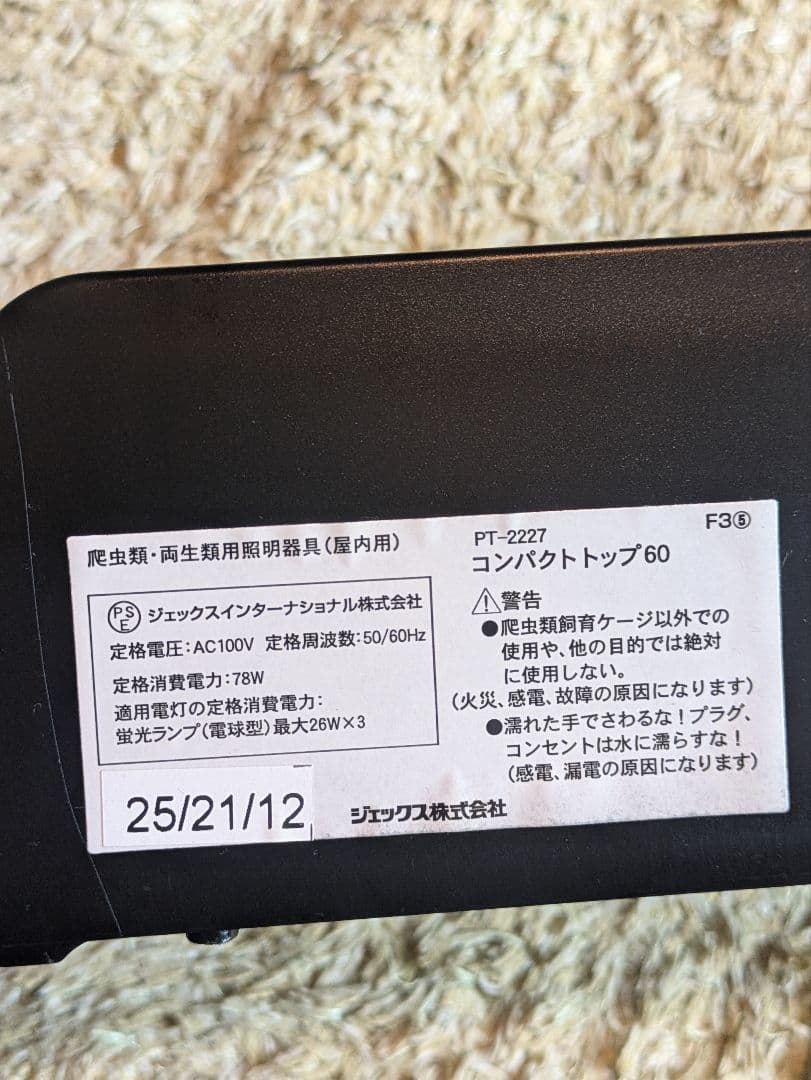 爬虫類・両生類用照明器具(屋内用)
PSE ジェックスインターナショナル株式会社
定格電圧:AC100V 定格周波数:50/60Hz
定格消費電力:78W
適用電灯の定格消費電力:
蛍光ランプ(電球型)最大26W×3
25/21/12
F3⑤
PT-2227
コンパクトトップ60
⚠警告
●爬虫類飼育ケージ以外での
使用や、他の目的では絶対
に使用しない。
(火災、感電、故障の原因になります)
●濡れた手でさわるな!プラグ、
コンセントは水に濡らすな!
(感電、漏電の原因になります)
ジェックス株式会社